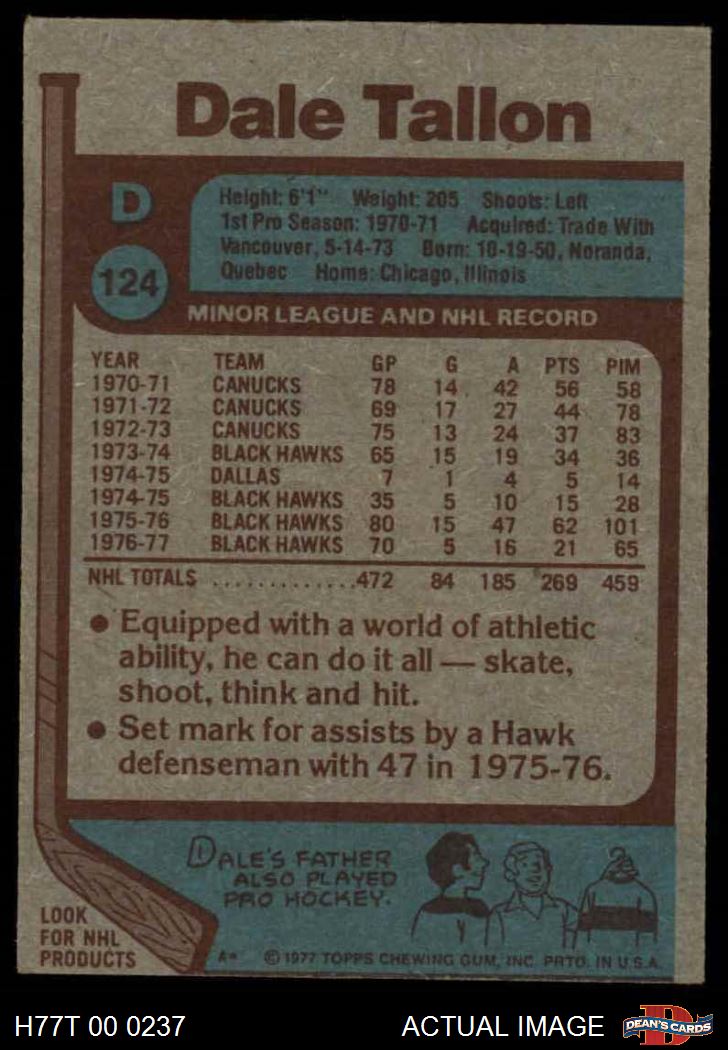 Dale Tallon
D
124
Height: 6'1" Weight: 205 Shoots: Left
1st Pro Season: 1970-71 Acquired: Trade With
Vancouver, 5-14-73 Born: 10-19-50, Noranda,
Quebec Home: Chicago, Illinois
MINOR LEAGUE AND NHL RECORD
YEAR TEAM GP G A PTS PIM
1970-71 CANUCKS 78 14 42 56 58
1971-72 CANUCKS 69 17 27 44 78
1972-73 CANUCKS 75 13 24 37 83
1973-74 BLACK HAWKS 65 15 19 34 36
1974-75 DALLAS 7 1 4 5 14
1974-75 BLACK HAWKS 35 5 10 15 28
1975-76 BLACK HAWKS 80 15 47 62 101
1976-77 BLACK HAWKS 70 5 16 21 65
NHL TOTALS .............472 84 185 269 459
● Equipped with a world of athletic
ability, he can do it all — skate,
shoot, think and hit.
● Set mark for assists by a Hawk
defenseman with 47 in 1975-76.
DALE'S FATHER
ALSO PLAYED
PRO HOCKEY.
LOOK
FOR NHL
PRODUCTS
A* © 1977 TOPPS CHEWING GUM, INC. PRTD. IN U.S.A.
H77T 00 0237 ACTUAL IMAGE
D
DEAN'S CARDS